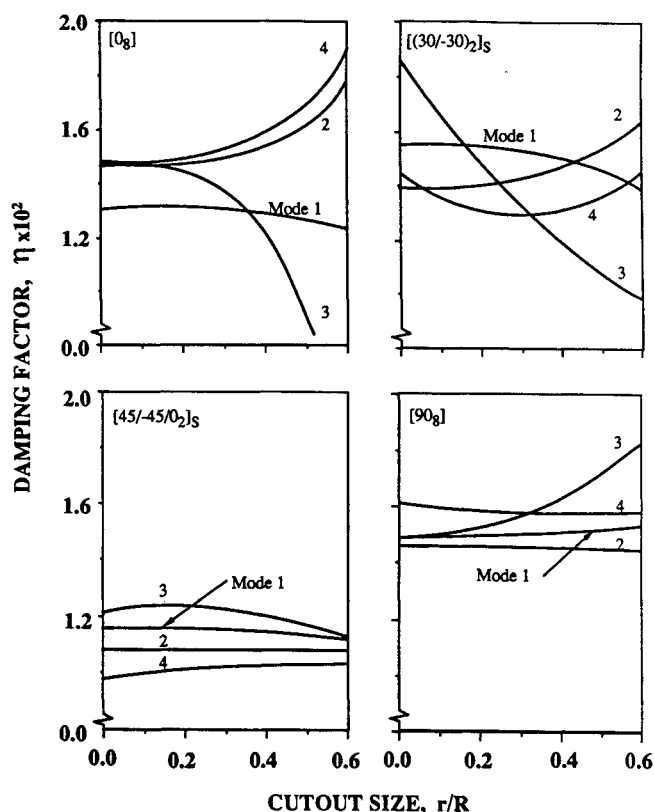 DAMPING FACTOR, η x10²
2.0
1.6
1.2
0.0
[0₈]
4
2
Mode 1
3
[(30/-30)₂]S
2
Mode 1
4
3
2.0
1.6
1.2
0.0
[45/-45/0₂]S
3
Mode 1
2
4
[90₈]
3
4
2
Mode 1
0.0 0.2 0.4 0.6
0.0 0.2 0.4 0.6
CUTOUT SIZE, r/R